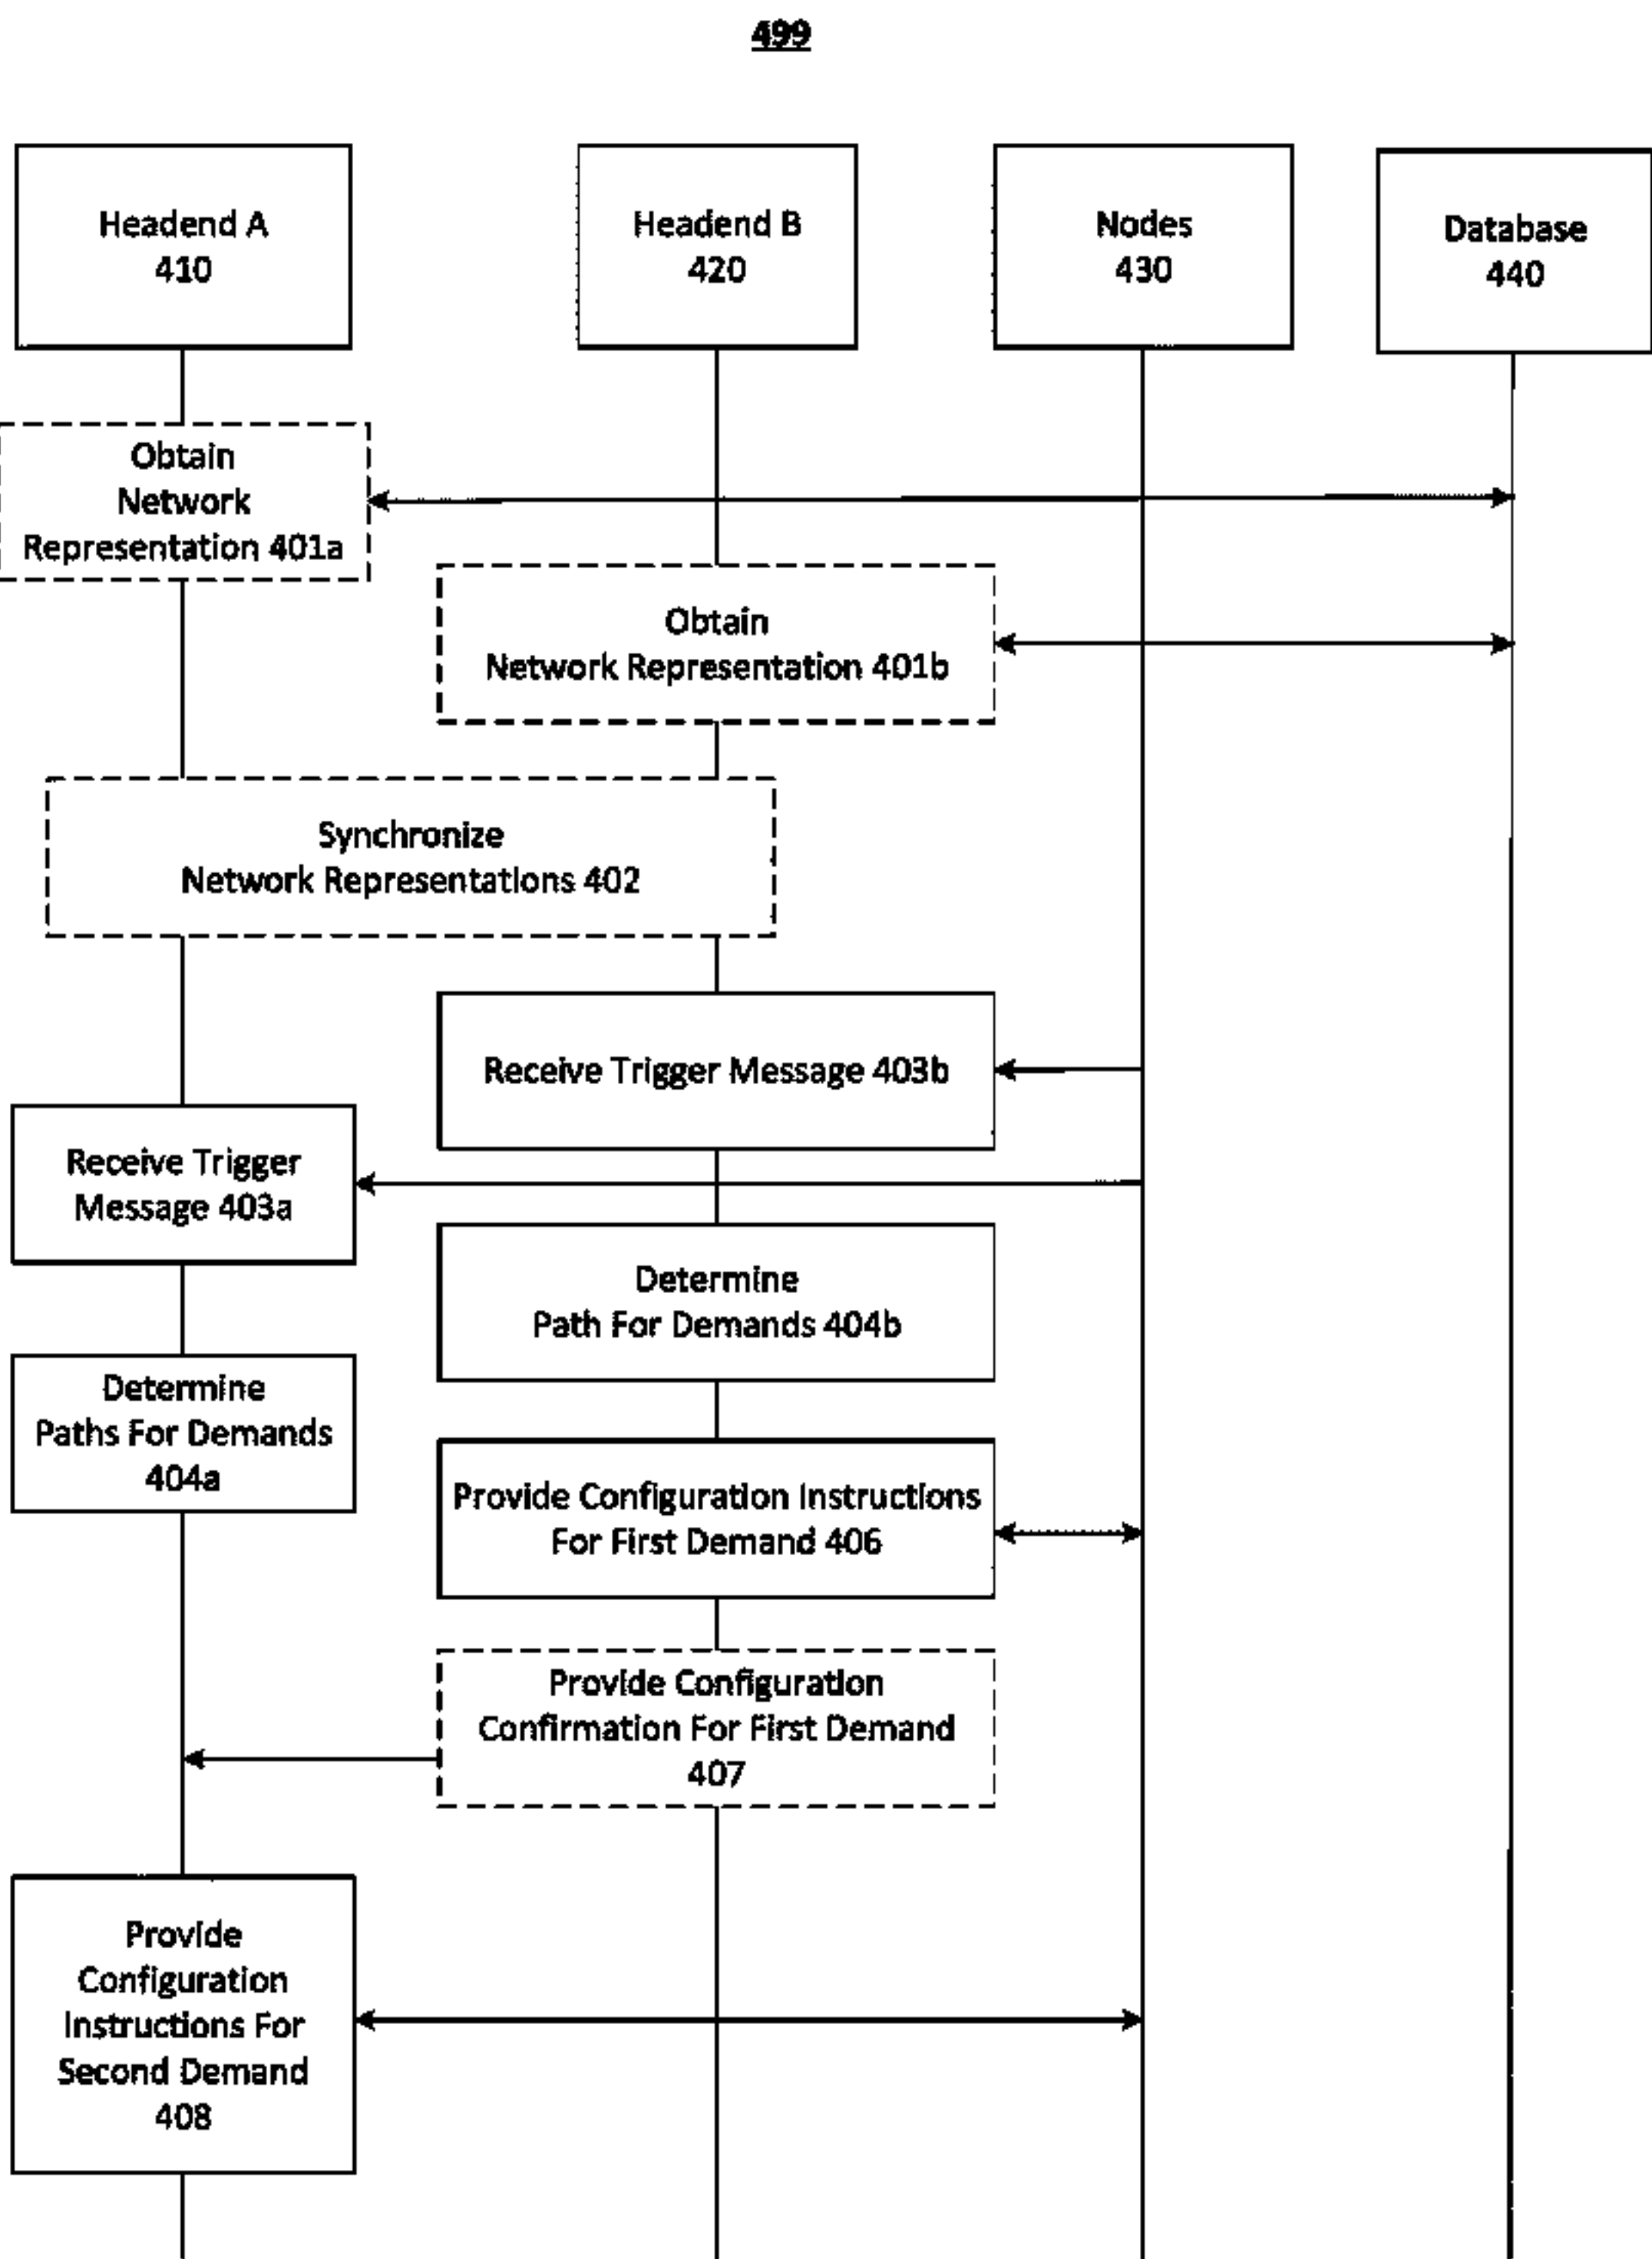 499
Headend A
410
Headend B
420
Nodes
430
Database
440
Obtain
Network
Representation 401a
Obtain
Network Representation 401b
Synchronize
Network Representations 402
Receive Trigger Message 403b
Receive Trigger
Message 403a
Determine
Path For Demands 404b
Determine
Paths For Demands
404a
Provide Configuration Instructions
For First Demand 406
Provide Configuration
Confirmation For First Demand
407
Provide
Configuration
Instructions For
Second Demand
408